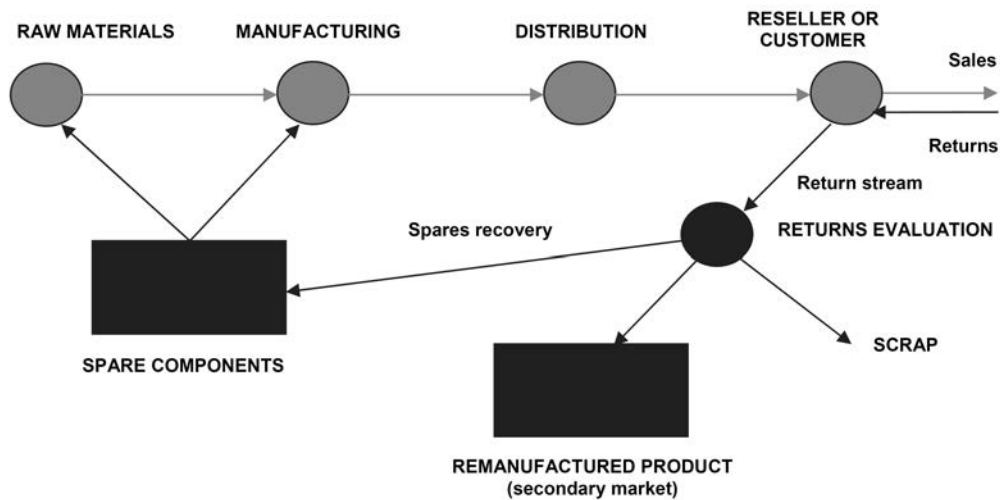 RAW MATERIALS
MANUFACTURING
DISTRIBUTION
RESELLER OR
CUSTOMER
Sales
Returns
Return stream
RETURNS EVALUATION
Spares recovery
SPARE COMPONENTS
SCRAP
REMANUFACTURED PRODUCT
(secondary market)